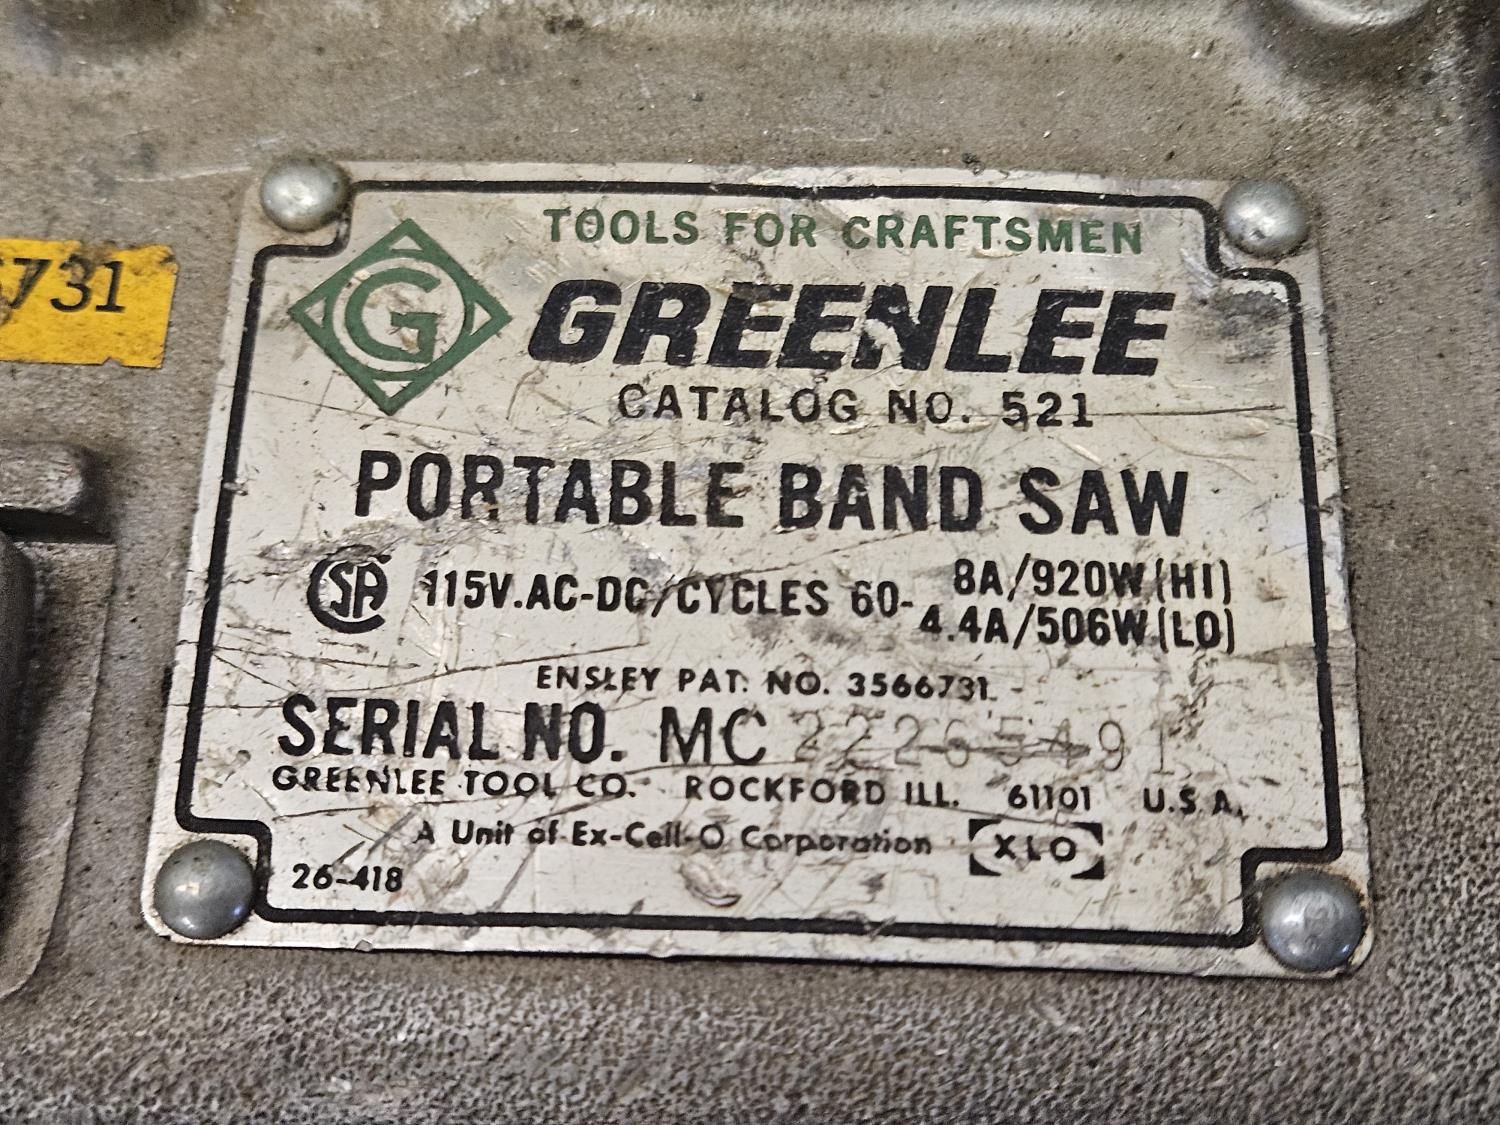 TOOLS FOR CRAFTSMEN
G GREENLEE
CATALOG NO. 521
PORTABLE BAND SAW
731
CSA 115V.AC-DC/CYCLES 60- 8A/920W(HI)
4.4A/506W(LO)
ENSLEY PAT. NO. 3566731
SERIAL NO. MC
GREENLEE TOOL CO. ROCKFORD ILL. 61101 U.S.A.
A Unit of Ex-Cell-O Corporation XLO
26-418